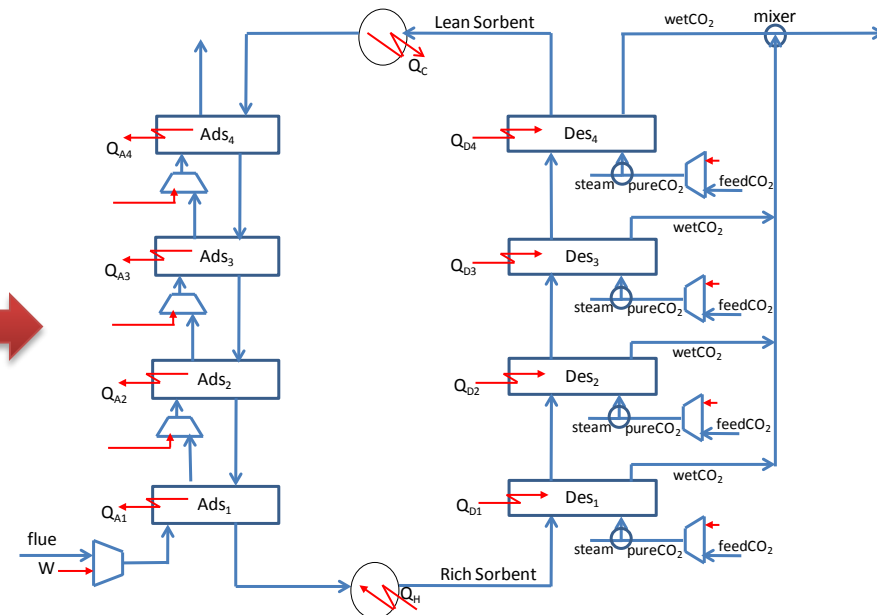 Lean Sorbent
wetCO₂
mixer
Q_C
Ads₄
Des₄
Q_A4
Q_D4
steam
pureCO₂
feedCO₂
wetCO₂
Ads₃
Des₃
Q_A3
Q_D3
steam
pureCO₂
feedCO₂
wetCO₂
Ads₂
Des₂
Q_A2
Q_D2
steam
pureCO₂
feedCO₂
wetCO₂
Ads₁
Des₁
Q_A1
Q_D1
flue
W
steam
pureCO₂
feedCO₂
Rich Sorbent
Q_H